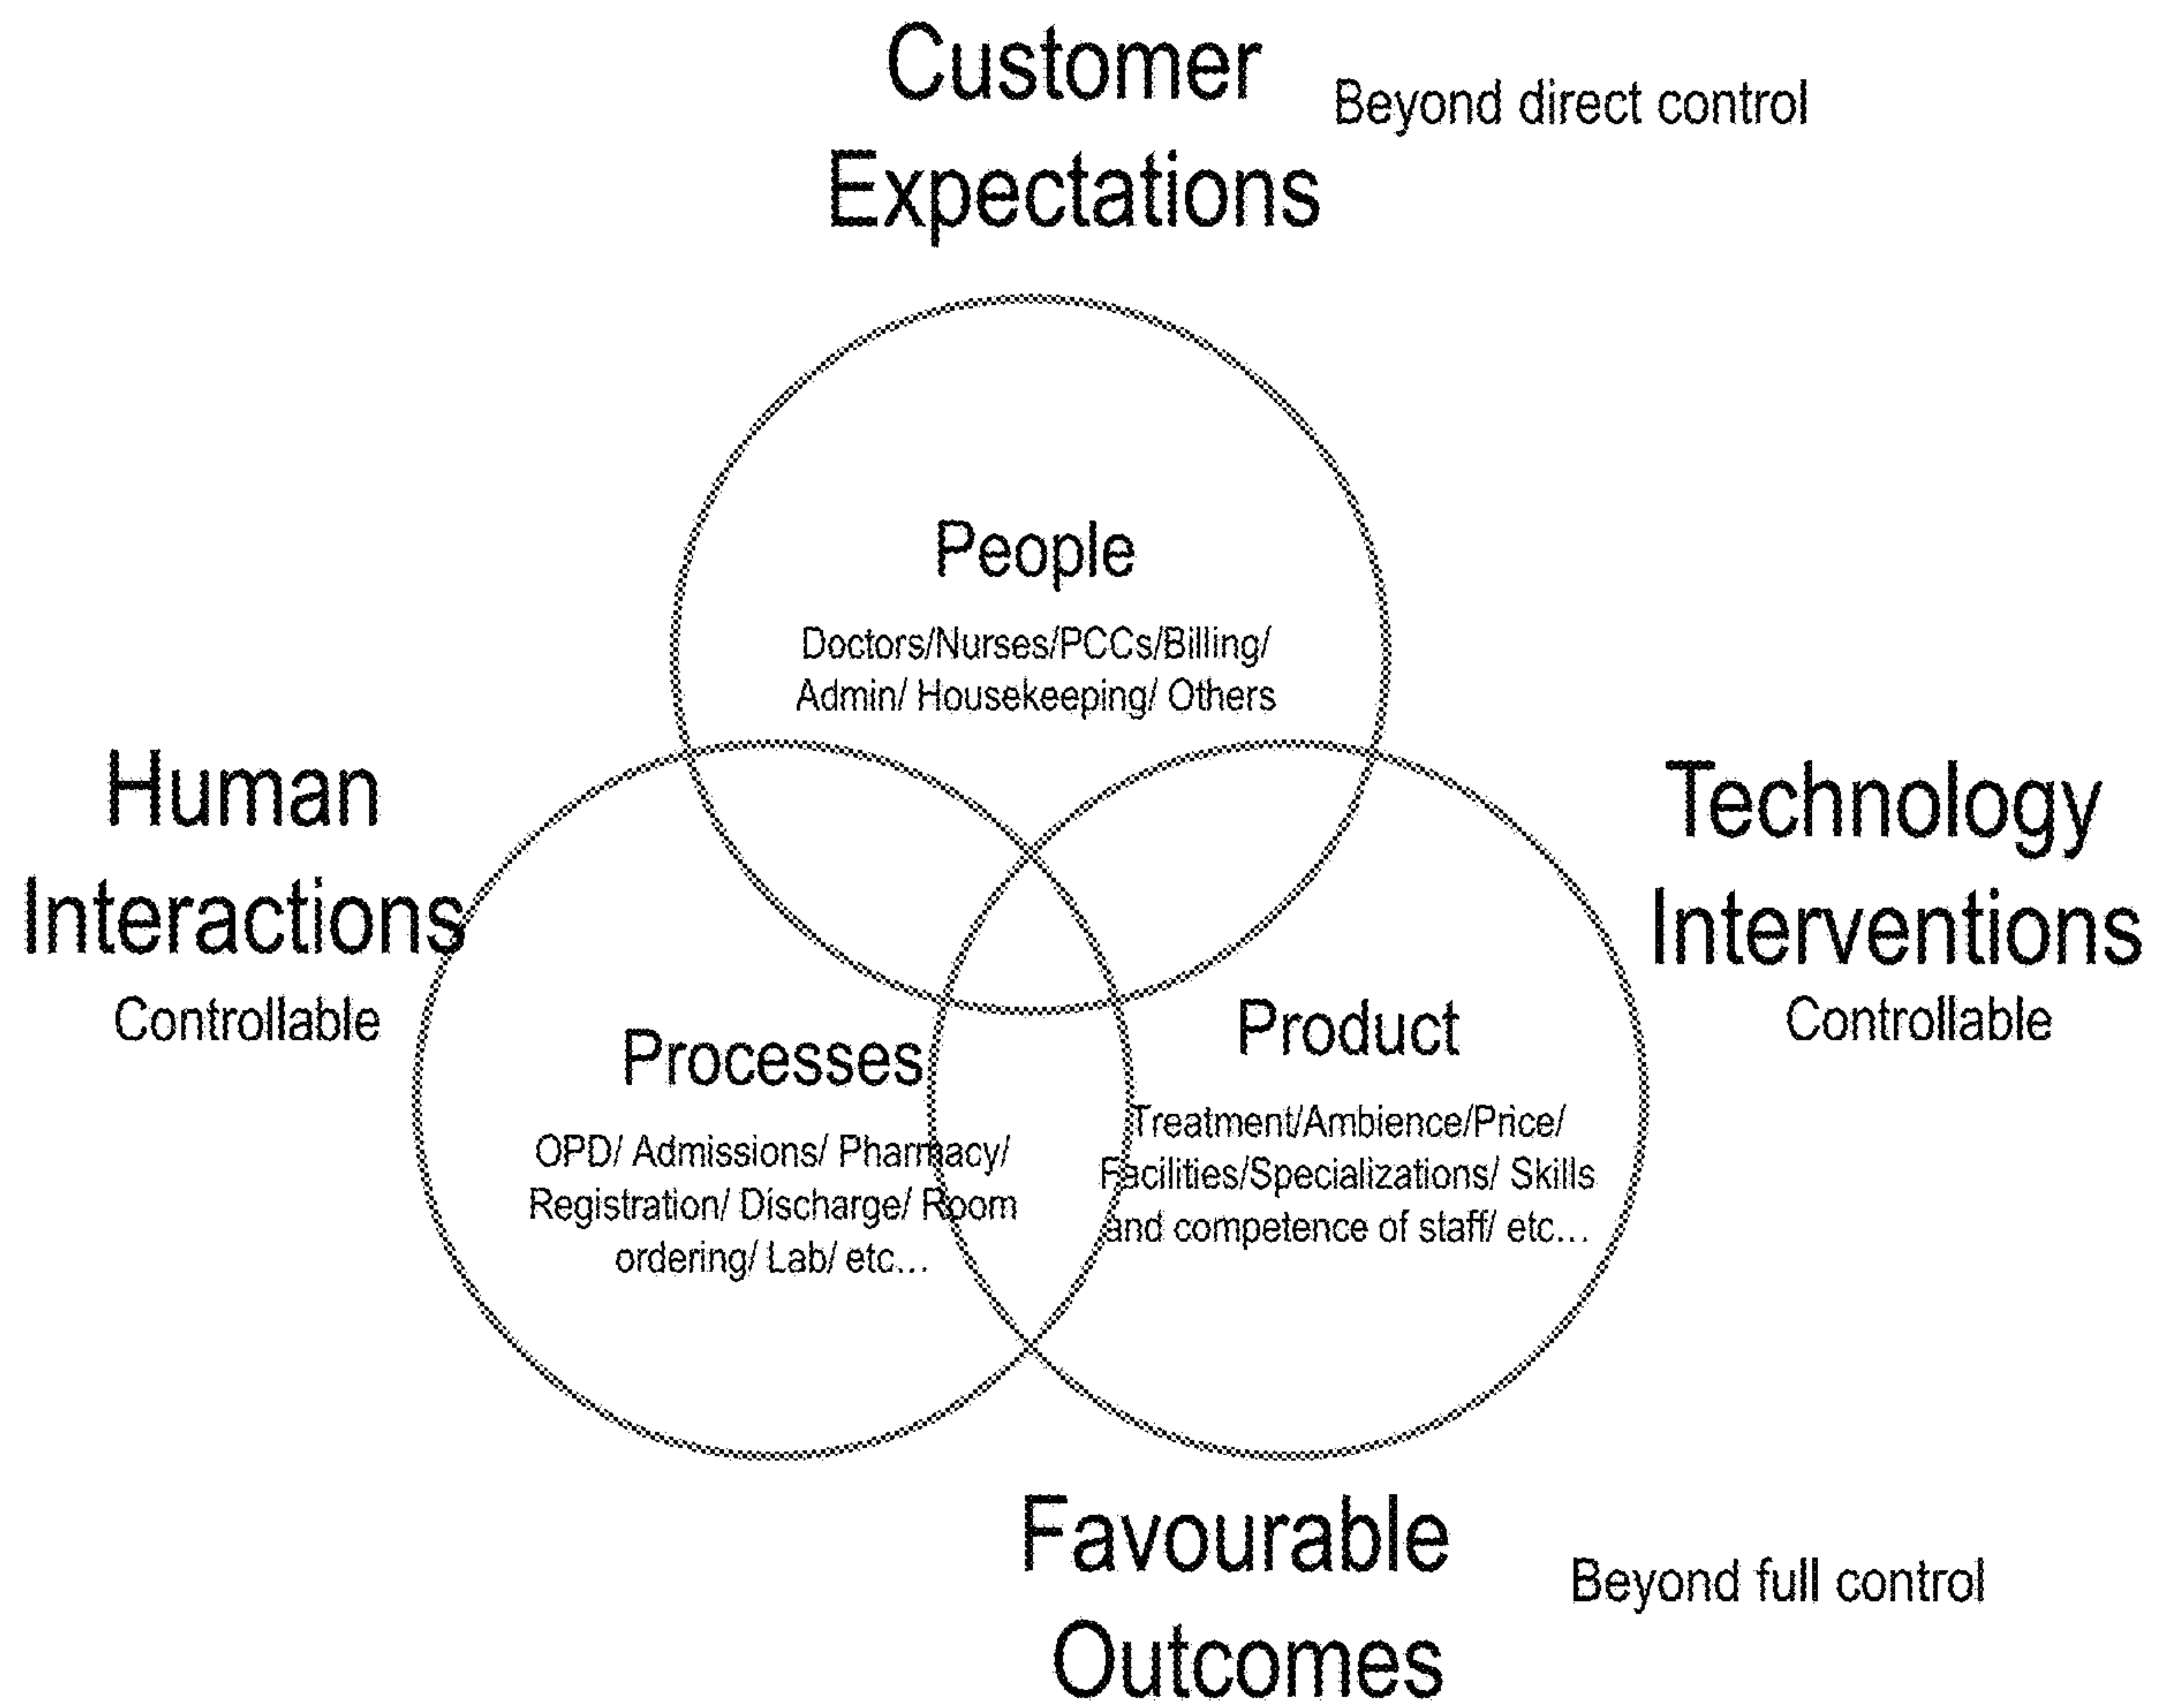 Customer
Expectations
Beyond direct control
People
Doctors/Nurses/PCCs/Billing/
Admin/ Housekeeping/ Others
Human
Interactions
Controllable
Technology
Interventions
Controllable
Processes
OPD/ Admissions/ Pharmacy/
Registration/ Discharge/ Room
ordering/ Lab/ etc...
Product
Treatment/Ambience/Price/
Facilities/Specializations/ Skills
and competence of staff/ etc...
Favourable
Outcomes
Beyond full control